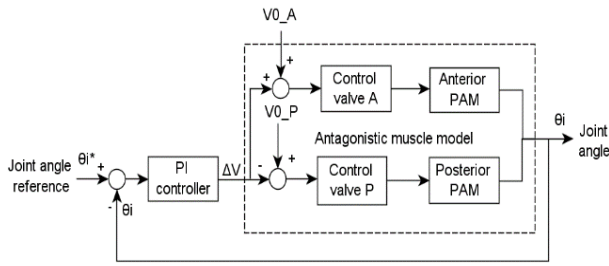 V0_A
+
+
Control
valve A
Anterior
PAM
V0_P
θi
Joint
angle
Antagonistic muscle model
Joint angle
reference
θi*
+
-
θi
PI
controller
ΔV
-
+
Control
valve P
Posterior
PAM